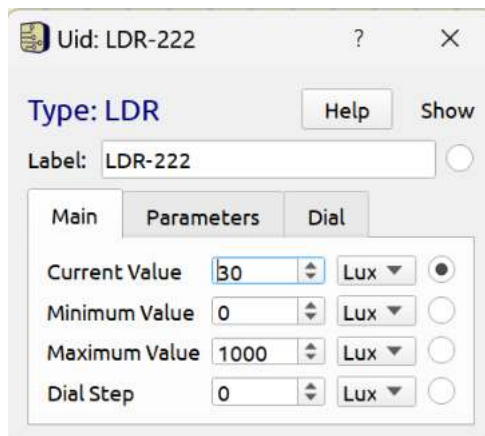 Uid: LDR-222 ? ×
Type: LDR Help Show
Label: LDR-222
Main Parameters Dial
Current Value 30 Lux
Minimum Value 0 Lux
Maximum Value 1000 Lux
Dial Step 0 Lux